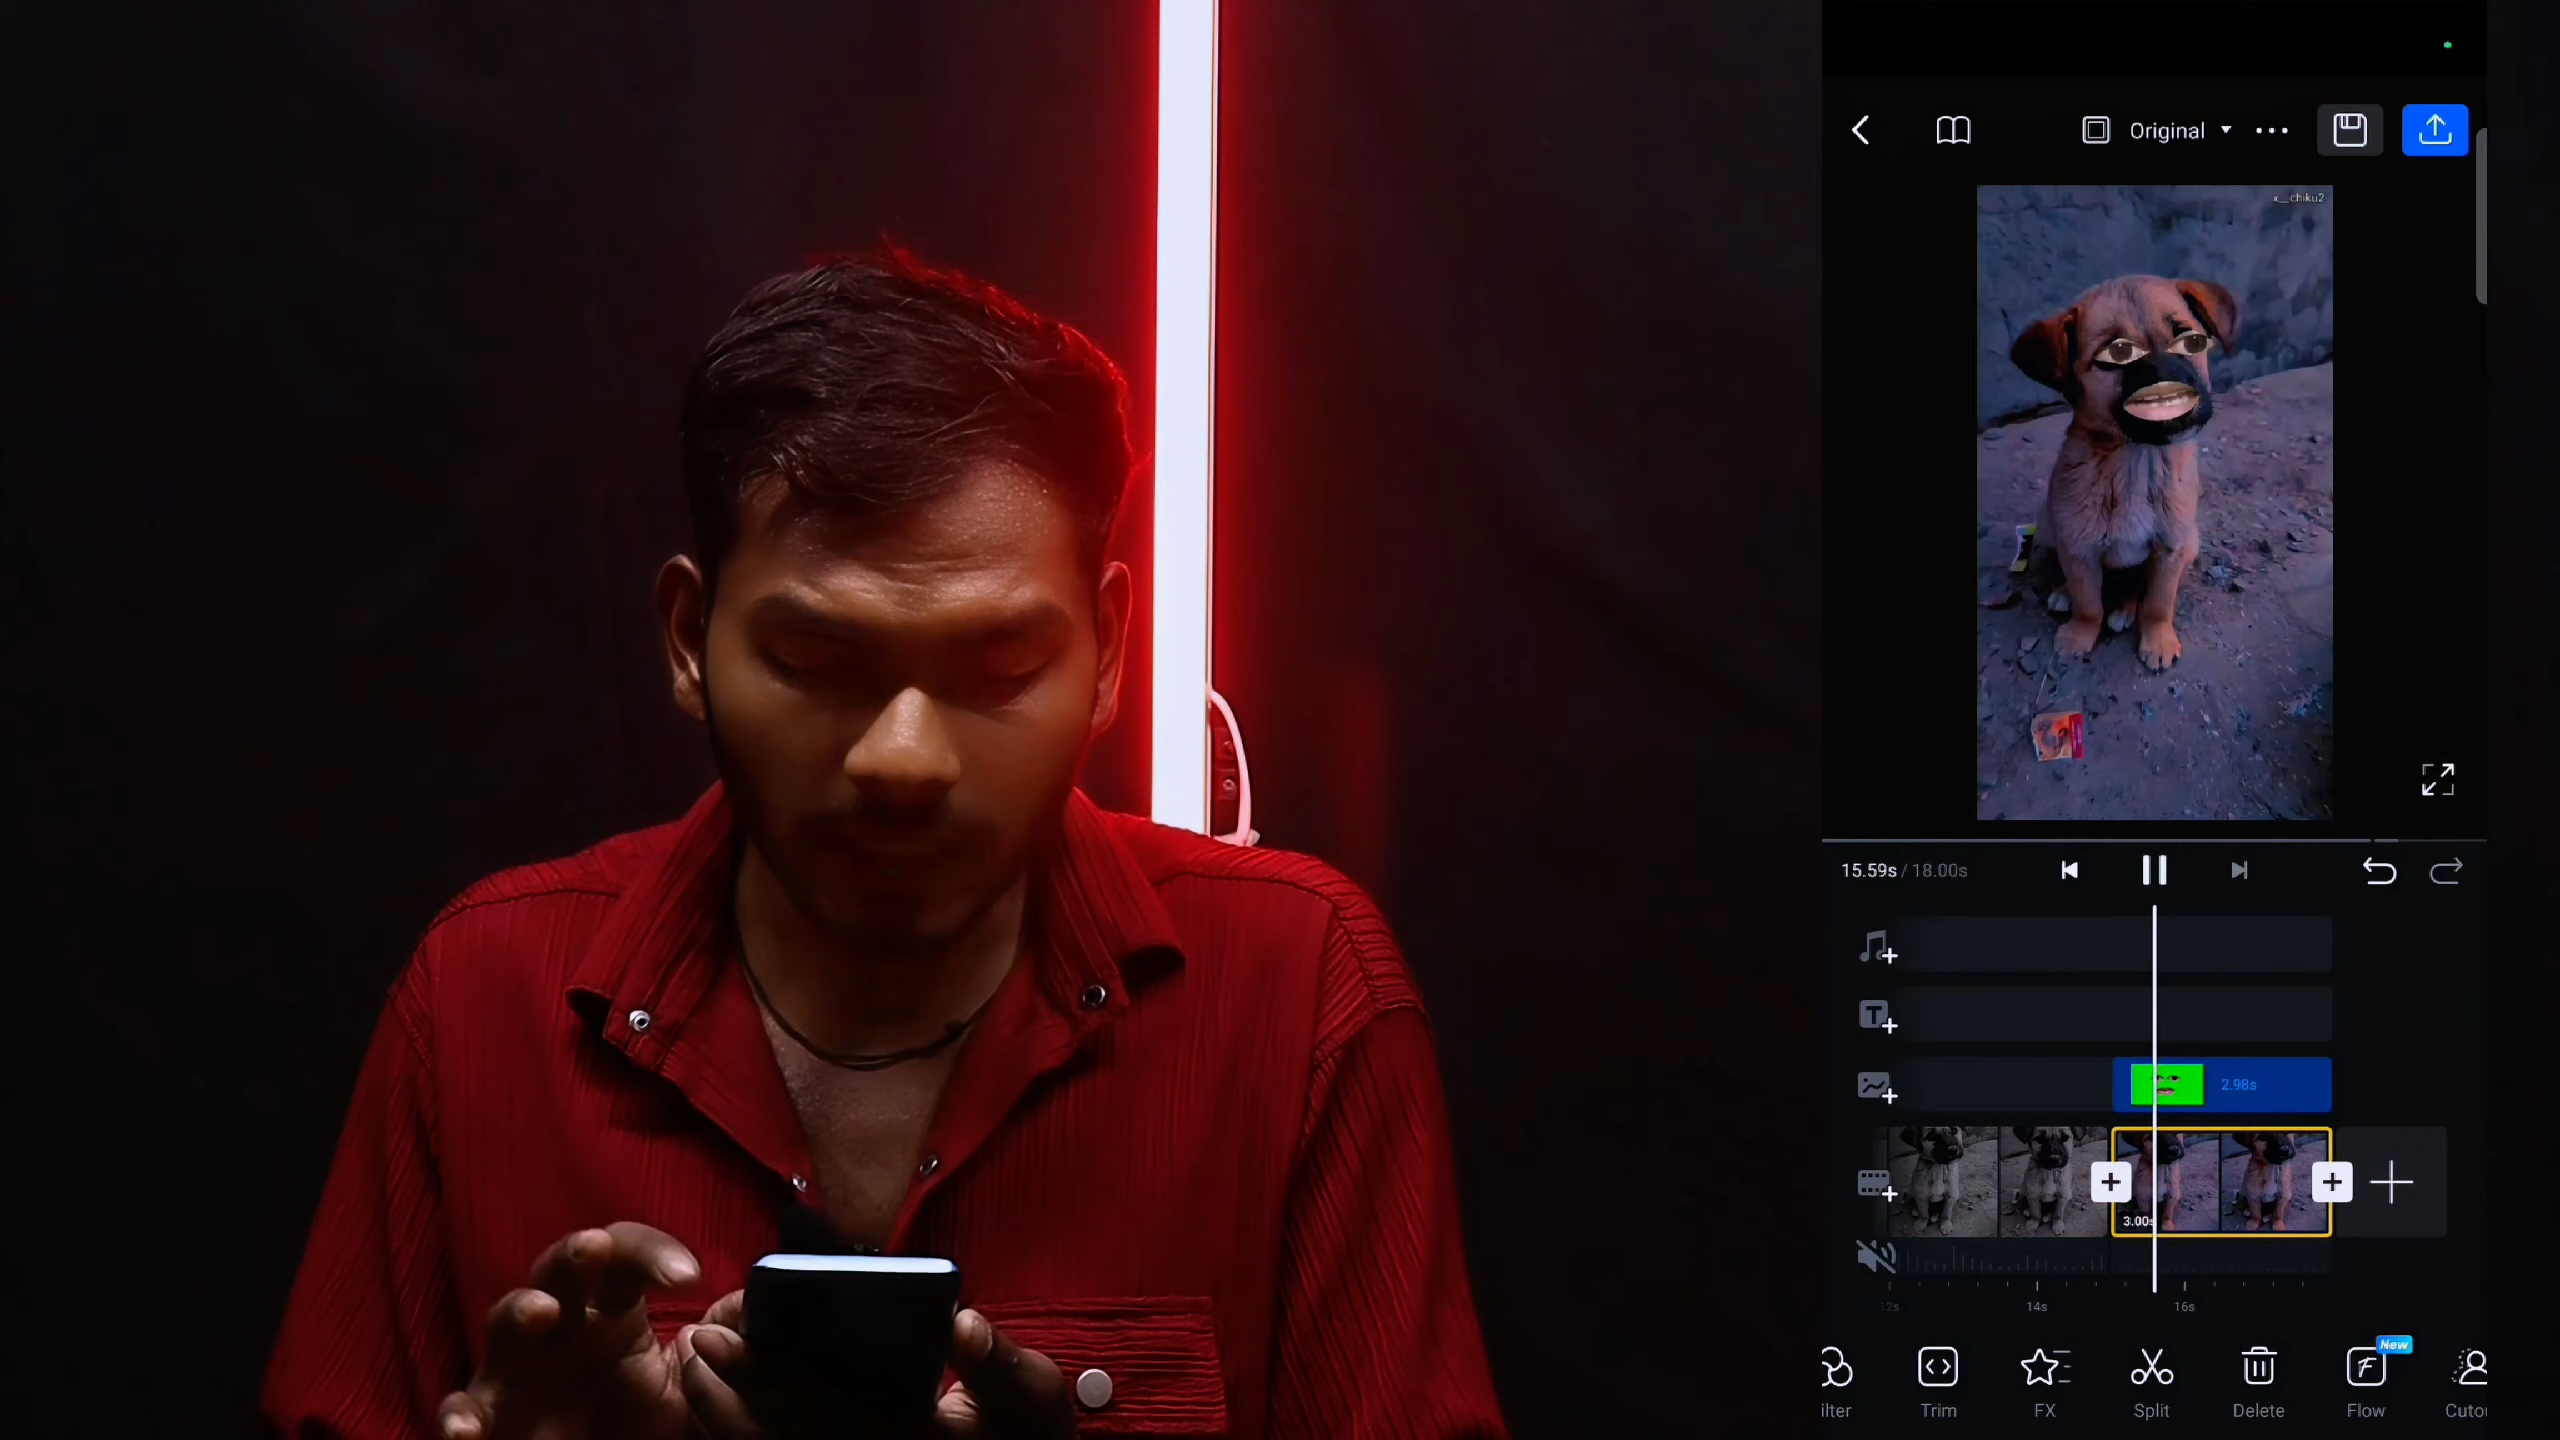 Original
x__chiku2
15.59s / 18.00s
T
2.98s
3.00s
12s
14s
16s
New
ilter
Trim
FX
Split
Delete
Flow
Cuto